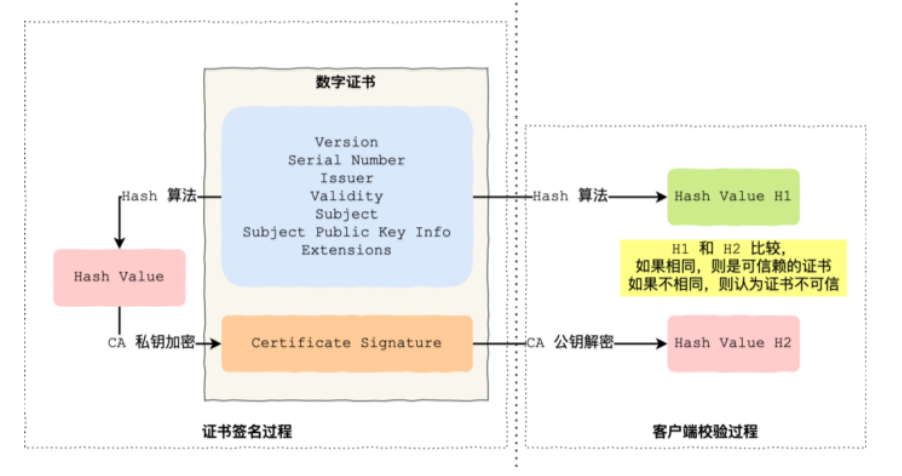 数字证书
Version
Serial Number
Issuer
Validity
Subject
Subject Public Key Info
Extensions
Hash 算法
Hash Value
CA 私钥加密
Certificate Signature
证书签名过程
Hash 算法
Hash Value H1
H1 和 H2 比较，
如果相同，则是可信赖的证书
如果不相同，则认为证书不可信
CA 公钥解密
Hash Value H2
客户端校验过程